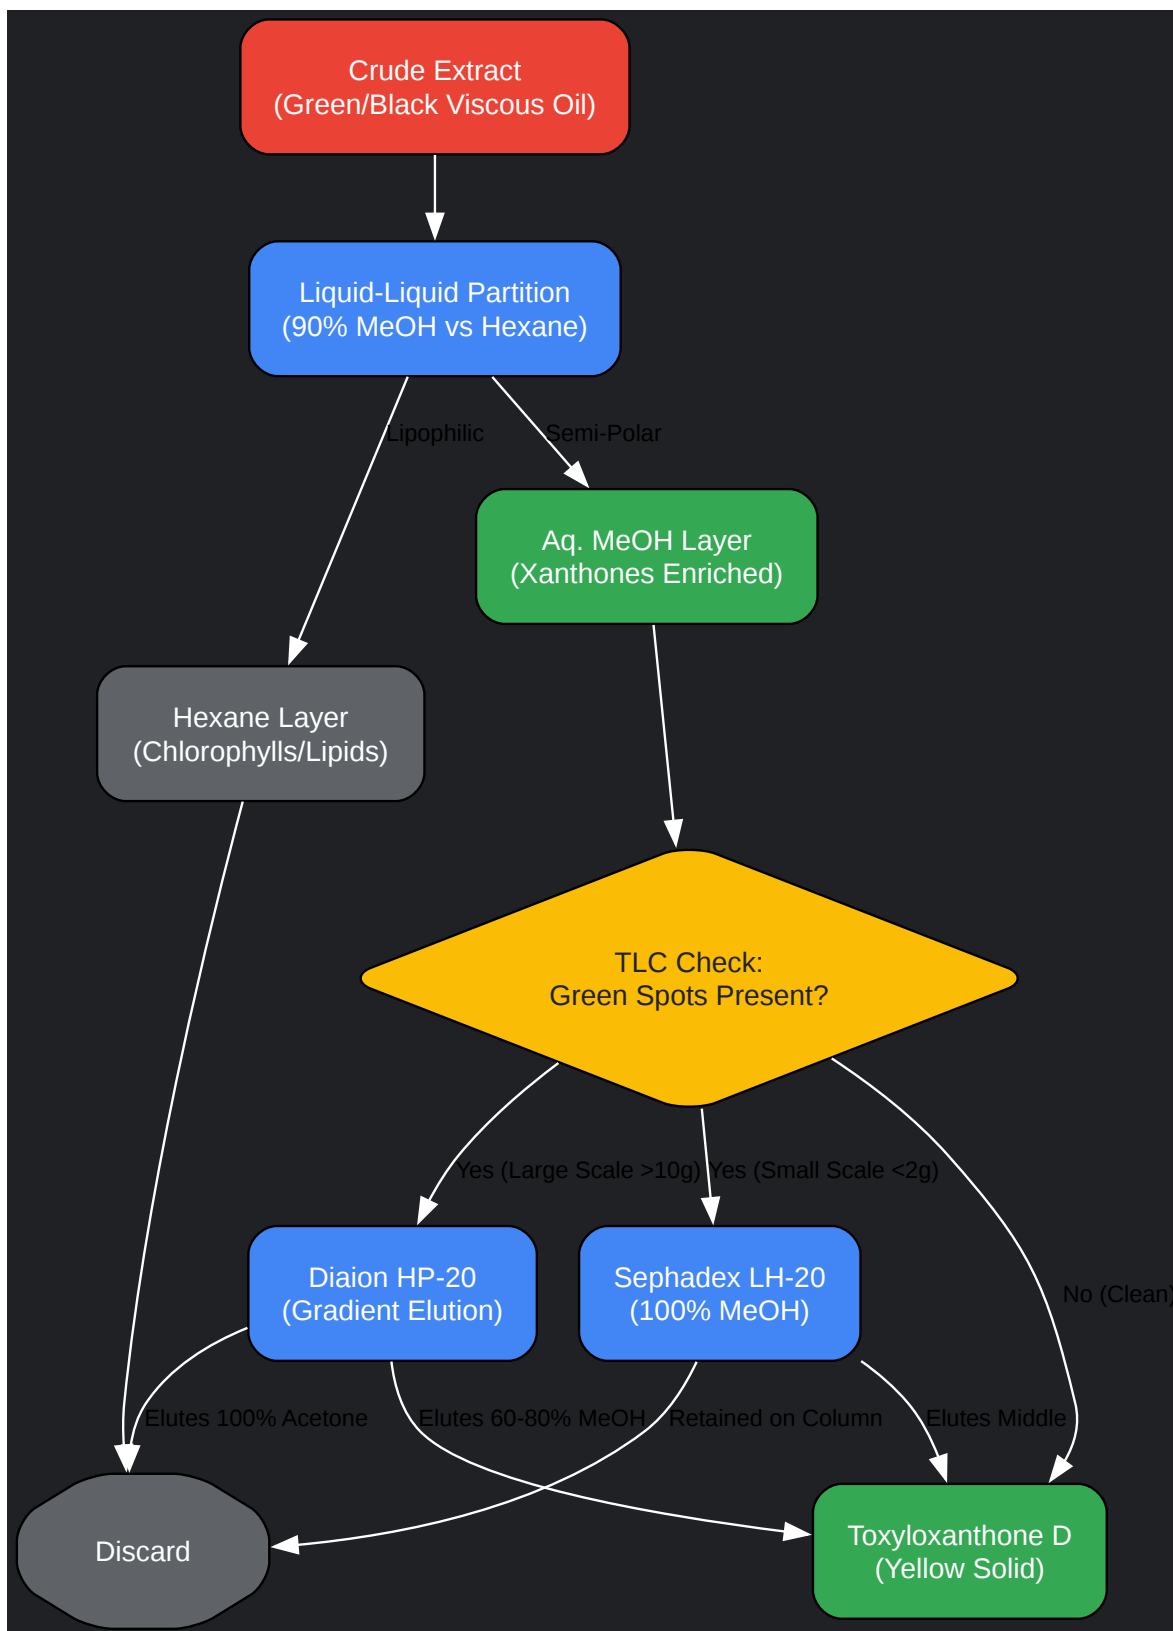 Crude Extract
(Green/Black Viscous Oil)
Liquid-Liquid Partition
(90% MeOH vs Hexane)
Lipophilic
Semi-Polar
Aq. MeOH Layer
(Xanthones Enriched)
Hexane Layer
(Chlorophylls/Lipids)
TLC Check:
Green Spots Present?
Yes (Large Scale >10g)
Yes (Small Scale <2g)
Diaion HP-20
(Gradient Elution)
Sephadex LH-20
(100% MeOH)
No (Clean)
Elutes 100% Acetone
Elutes 60-80% MeOH
Retained on Column
Elutes Middle
Discard
Toxyloxanthone D
(Yellow Solid)